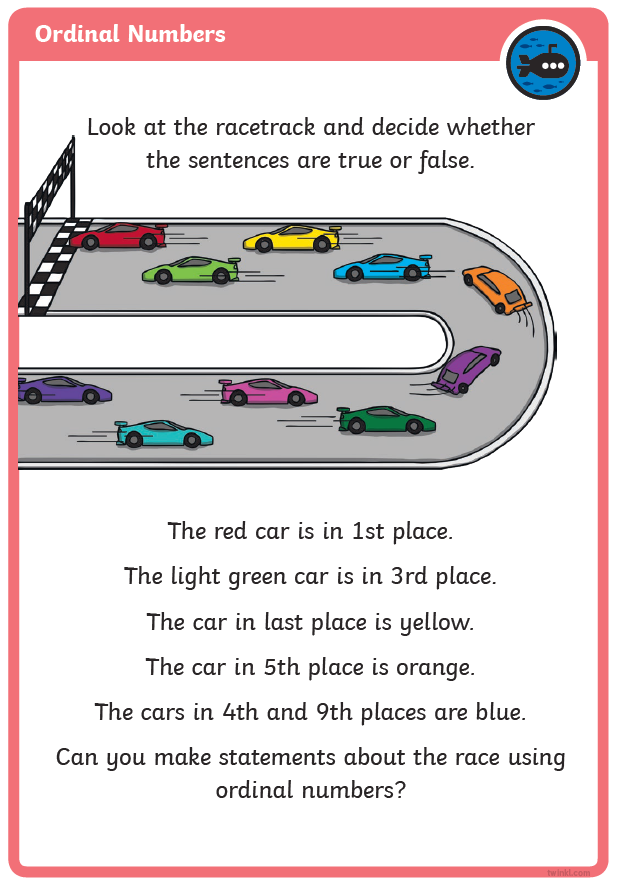 Ordinal Numbers
Look at the racetrack and decide whether
the sentences are true or false.
The red car is in 1st place.
The light green car is in 3rd place.
The car in last place is yellow.
The car in 5th place is orange.
The cars in 4th and 9th places are blue.
Can you make statements about the race using
ordinal numbers?
twinkl.com